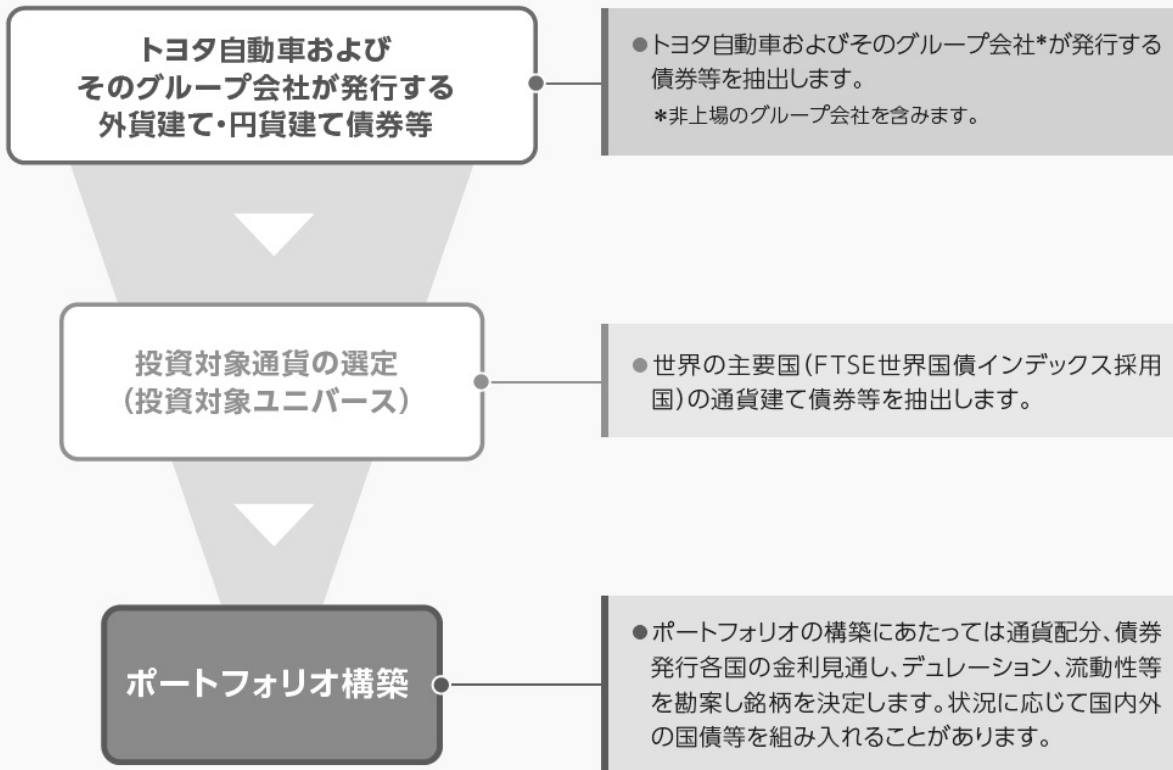 トヨタ自動車および
そのグループ会社が発行する
外貨建て・円貨建て債券等
●トヨタ自動車およびそのグループ会社*が発行する
債券等を抽出します。
*非上場のグループ会社を含みます。
投資対象通貨の選定
(投資対象ユニバース)
●世界の主要国(FTSE世界国債インデックス採用
国)の通貨建て債券等を抽出します。
ポートフォリオ構築
●ポートフォリオの構築にあたっては通貨配分、債券
発行各国の金利見通し、デュレーション、流動性等
を勘案し銘柄を決定します。状況に応じて国内外
の国債等を組み入れることがあります。